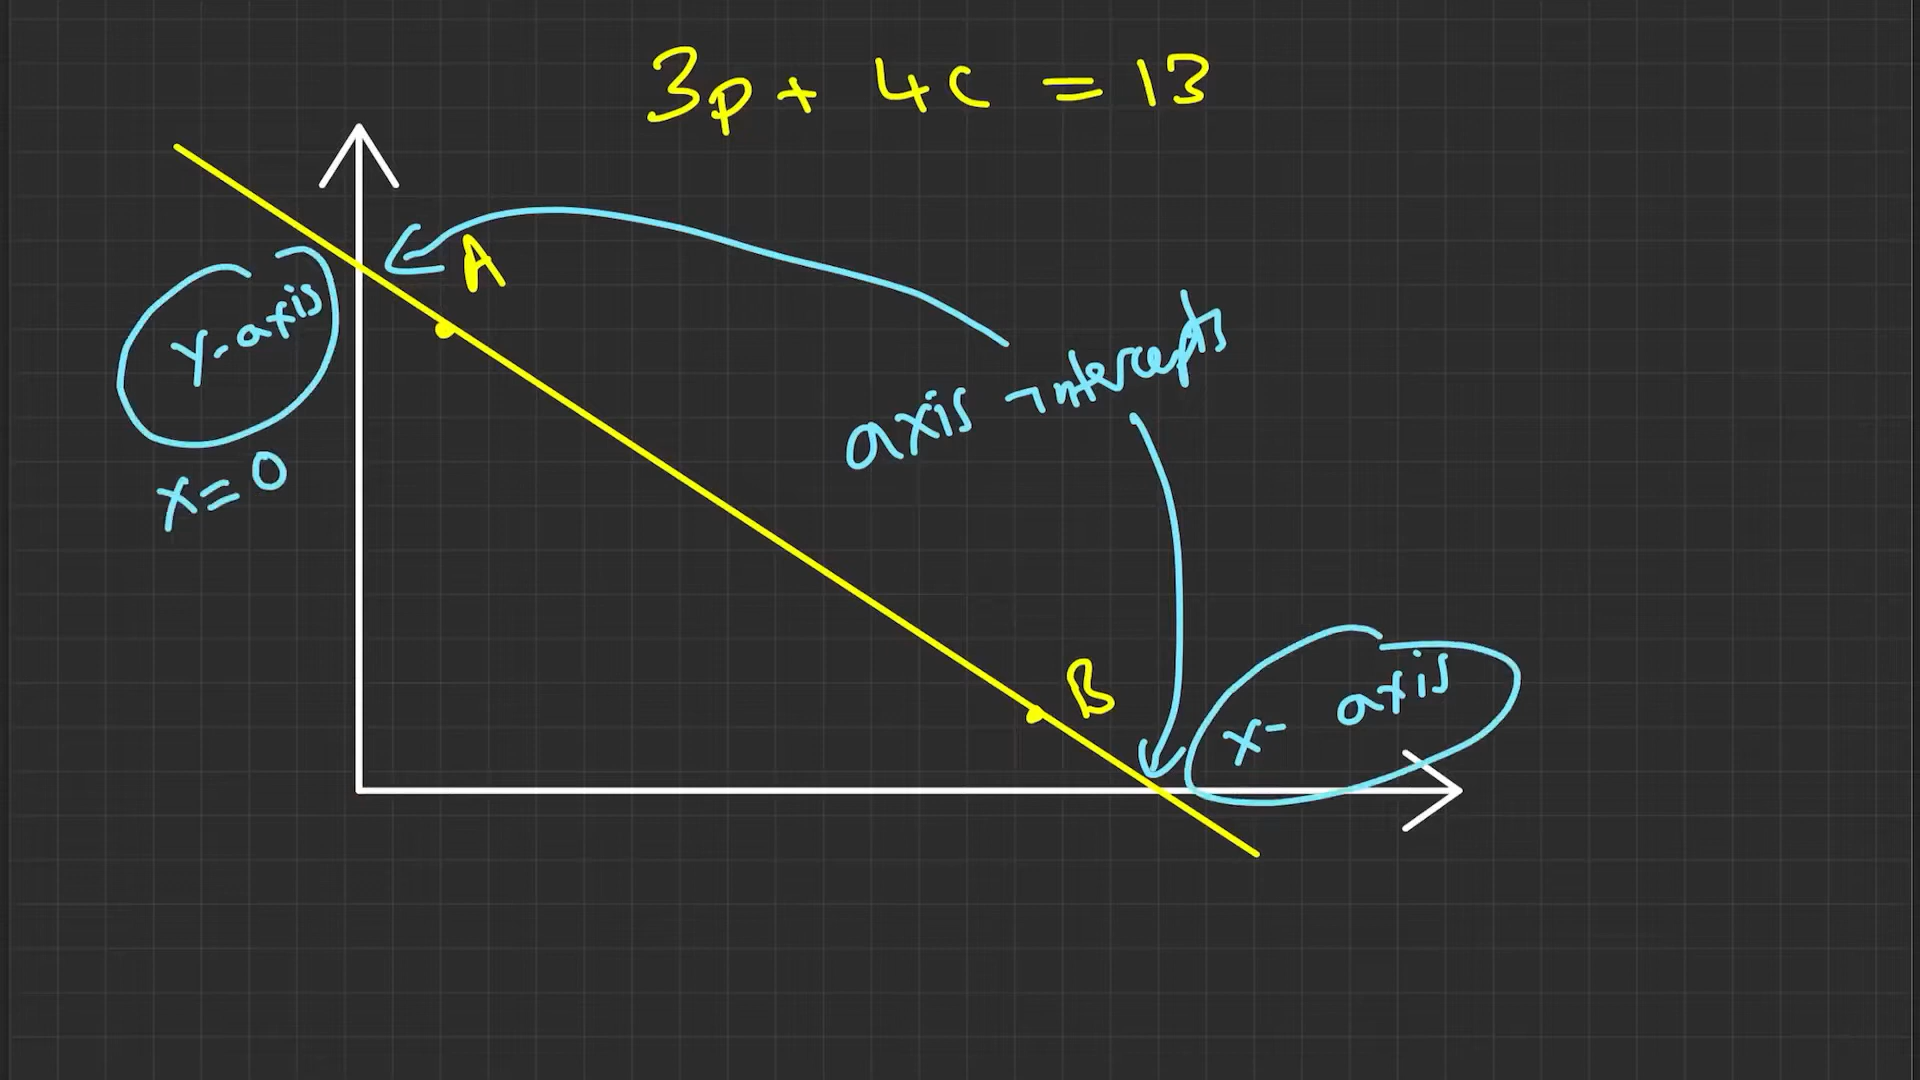 3p + 4c = 13
A
y-axis
axis-intercepts
x=0
B
x-axis